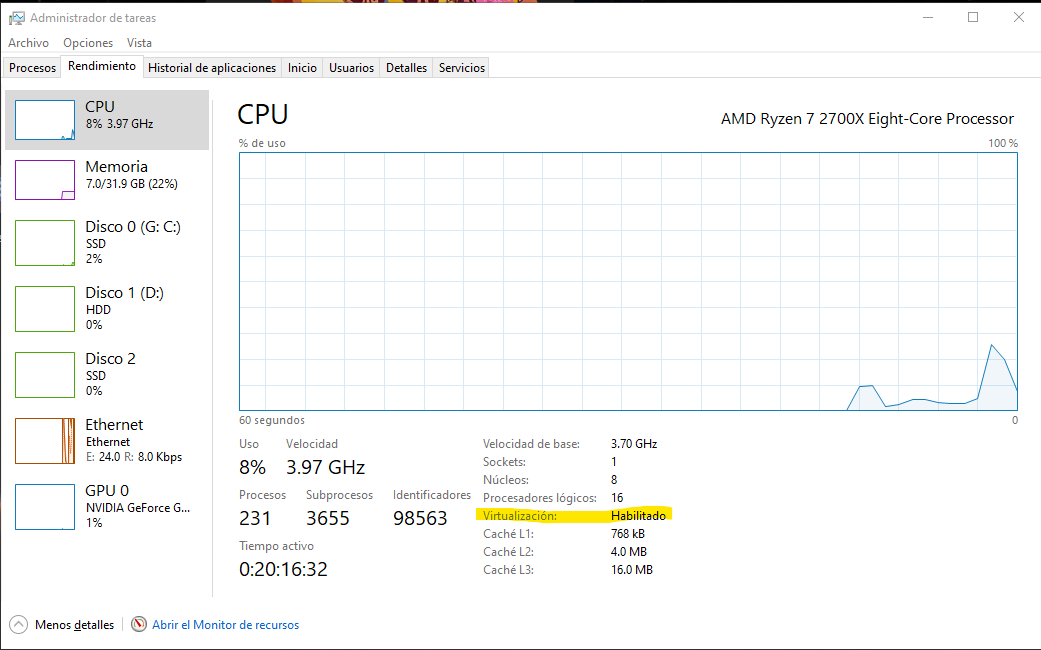 Administrador de tareas
Archivo Opciones Vista
Procesos Rendimiento Historial de aplicaciones Inicio Usuarios Detalles Servicios
CPU
8% 3.97 GHz
Memoria
7.0/31.9 GB (22%)
Disco 0 (G: C:)
SSD
2%
Disco 1 (D:)
HDD
0%
Disco 2
SSD
0%
Ethernet
Ethernet
E: 24.0 R: 8.0 Kbps
GPU 0
NVIDIA GeForce G...
1%
CPU
AMD Ryzen 7 2700X Eight-Core Processor
% de uso 100 %
60 segundos 0
Uso Velocidad
8% 3.97 GHz
Procesos Subprocesos Identificadores
231 3655 98563
Tiempo activo
0:20:16:32
Velocidad de base: 3.70 GHz
Sockets: 1
Núcleos: 8
Procesadores lógicos: 16
Virtualización: Habilitado
Caché L1: 768 kB
Caché L2: 4.0 MB
Caché L3: 16.0 MB
Menos detalles Abrir el Monitor de recursos